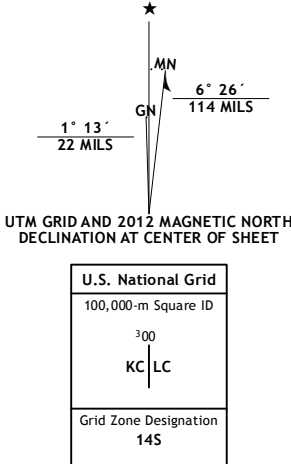 ★
MN
GN
6° 26´
114 MILS
1° 13´
22 MILS
UTM GRID AND 2012 MAGNETIC NORTH
DECLINATION AT CENTER OF SHEET
U.S. National Grid
100,000-m Square ID
³00
KC LC
Grid Zone Designation
14S